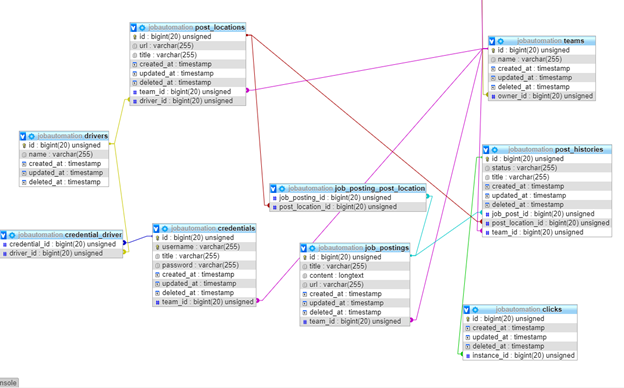 jobautomation post_locations
id : bigint(20) unsigned
url : varchar(255)
title : varchar(255)
created_at : timestamp
updated_at : timestamp
deleted_at : timestamp
team_id : bigint(20) unsigned
driver_id : bigint(20) unsigned
jobautomation teams
id : bigint(20) unsigned
name : varchar(255)
created_at : timestamp
updated_at : timestamp
deleted_at : timestamp
owner_id : bigint(20) unsigned
jobautomation drivers
id : bigint(20) unsigned
name : varchar(255)
created_at : timestamp
updated_at : timestamp
deleted_at : timestamp
jobautomation post_histories
id : bigint(20) unsigned
status : varchar(255)
title : varchar(255)
created_at : timestamp
updated_at : timestamp
deleted_at : timestamp
job_post_id : bigint(20) unsigned
post_location_id : bigint(20) unsigned
team_id : bigint(20) unsigned
jobautomation job_posting_post_location
job_posting_id : bigint(20) unsigned
post_location_id : bigint(20) unsigned
jobautomation credential_driver
credential_id : bigint(20) unsigned
driver_id : bigint(20) unsigned
jobautomation credentials
id : bigint(20) unsigned
username : varchar(255)
title : varchar(255)
password : varchar(255)
created_at : timestamp
updated_at : timestamp
deleted_at : timestamp
team_id : bigint(20) unsigned
jobautomation job_postings
id : bigint(20) unsigned
title : varchar(255)
content : longtext
url : varchar(255)
created_at : timestamp
updated_at : timestamp
deleted_at : timestamp
team_id : bigint(20) unsigned
jobautomation clicks
id : bigint(20) unsigned
created_at : timestamp
updated_at : timestamp
deleted_at : timestamp
instance_id : bigint(20) unsigned
nsole